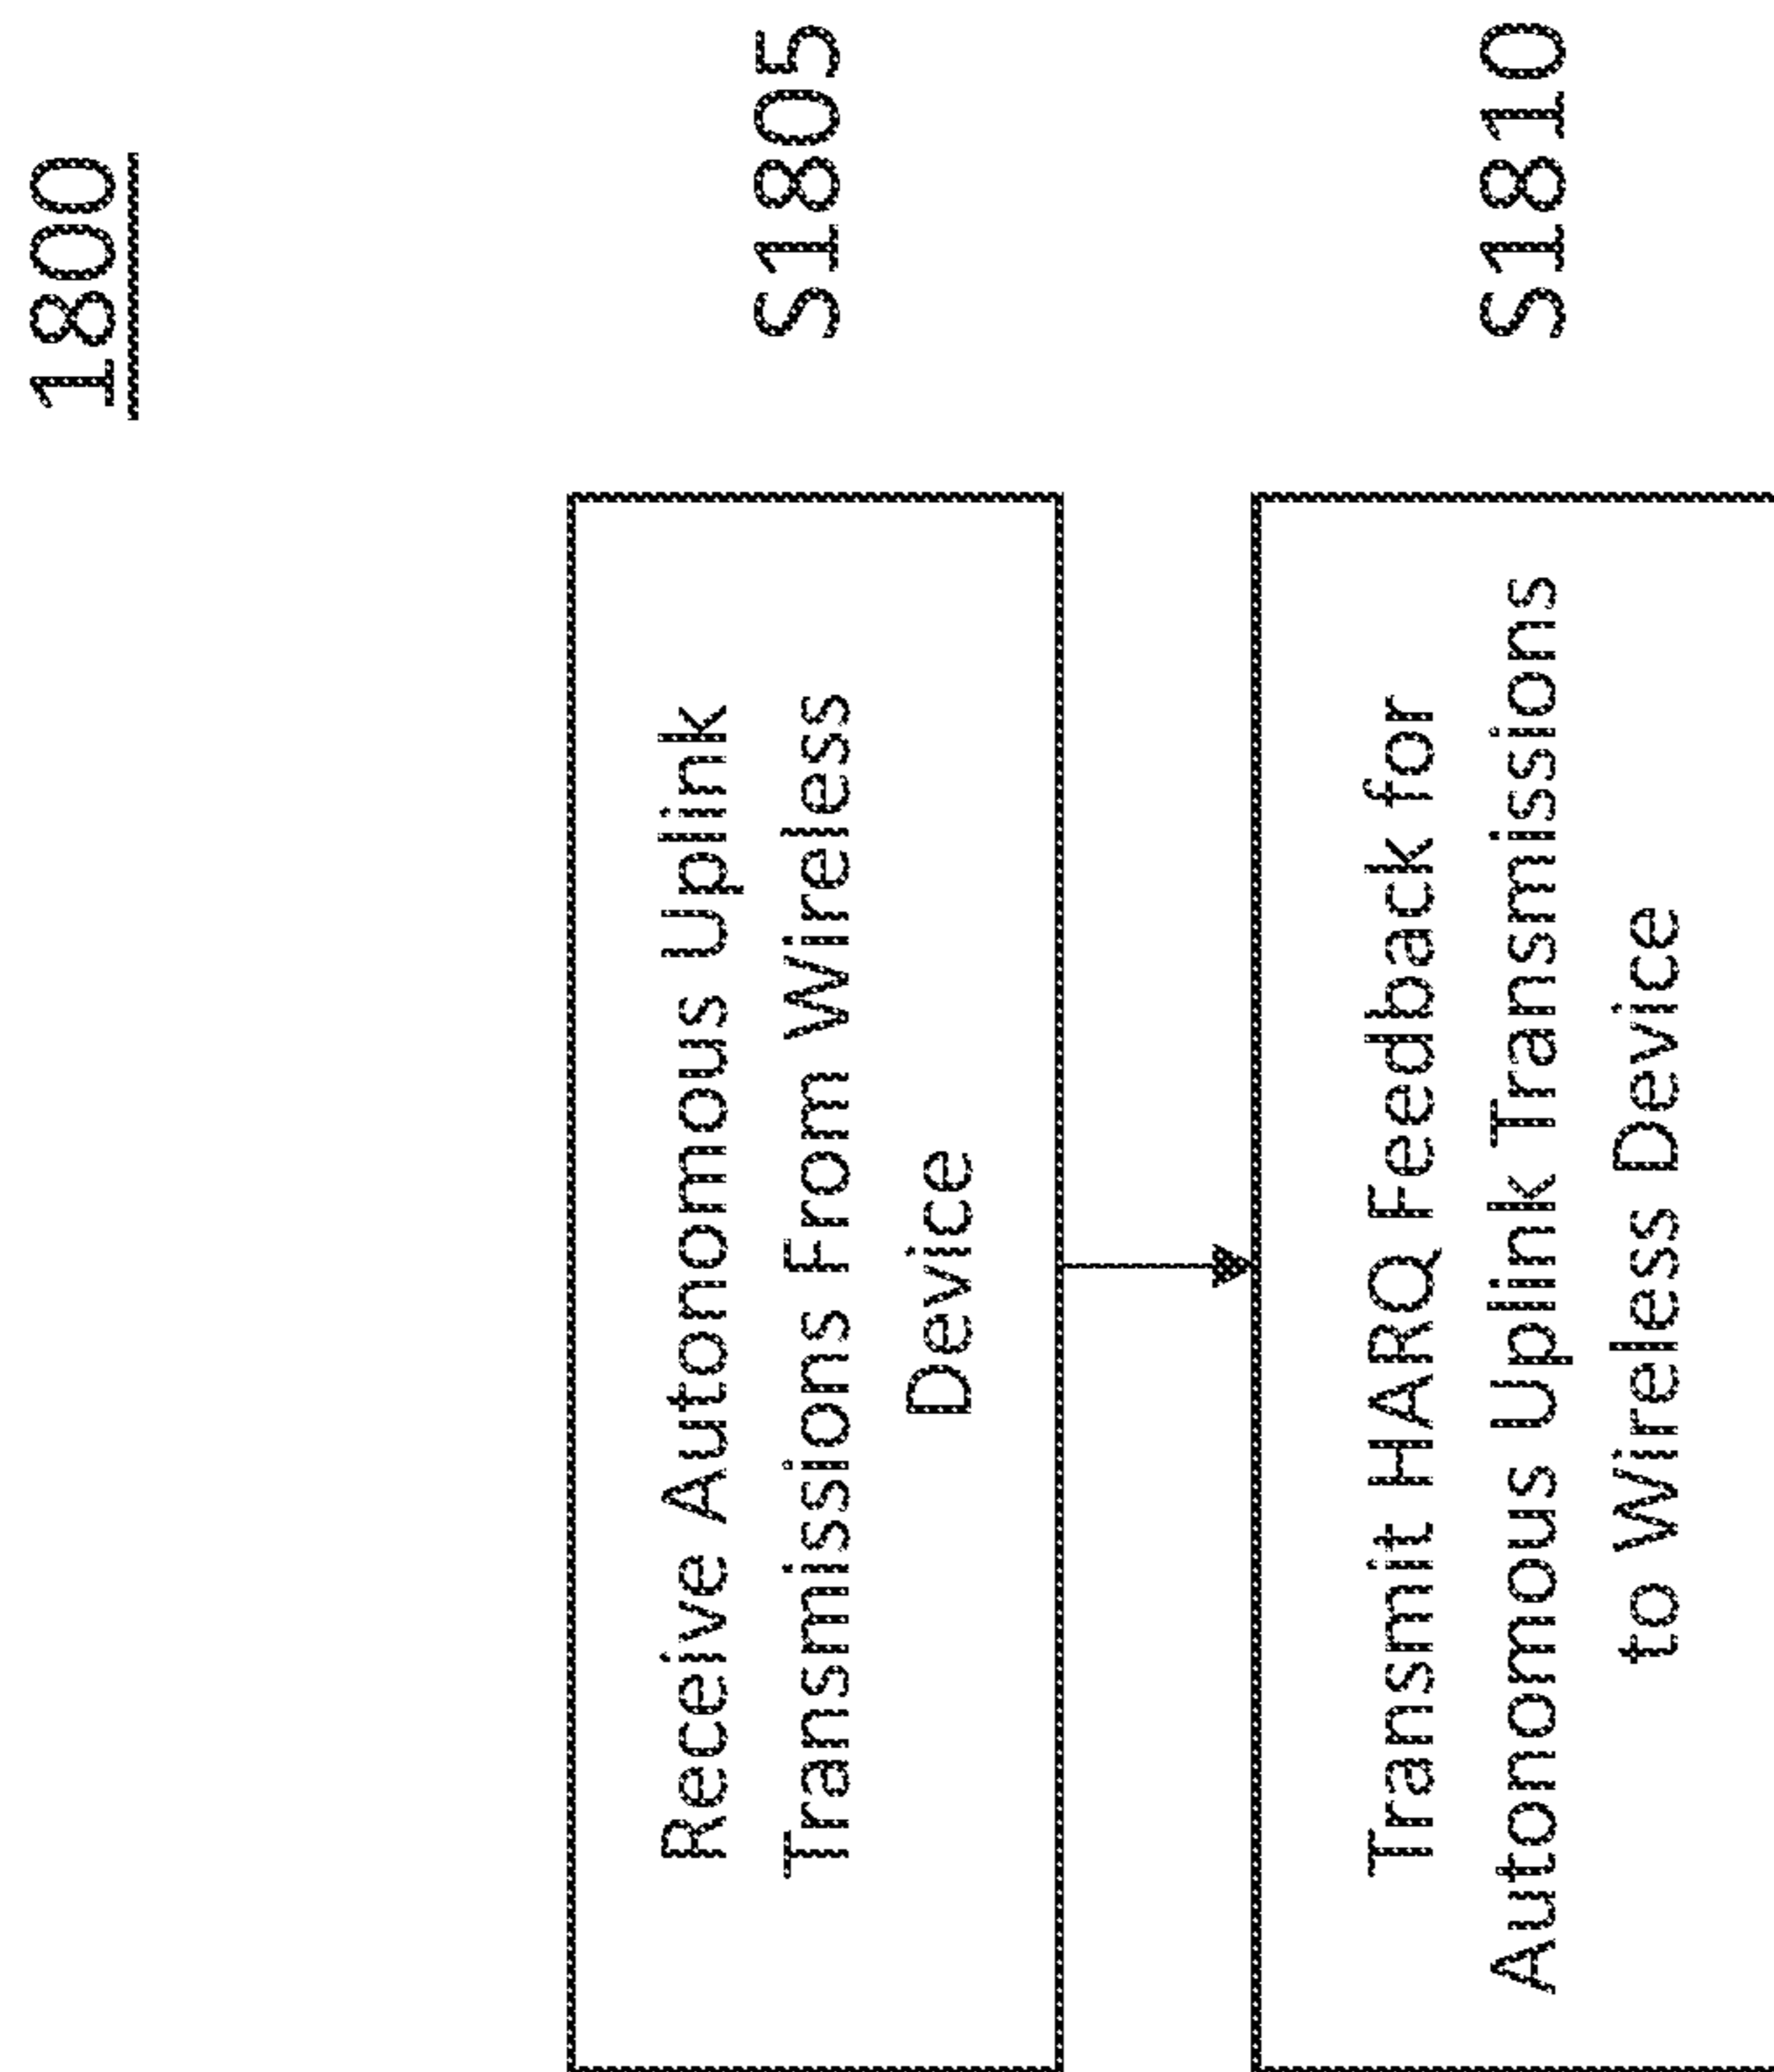 1800
Receive Autonomous Uplink
Transmissions From Wireless
Device
S1805
Transmit HARQ Feedback for
Autonomous Uplink Transmissions
to Wireless Device
S1810